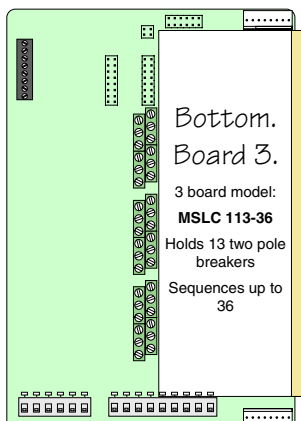 Bottom.
Board 3.
3 board model:
MSLC 113-36
Holds 13 two pole
breakers
Sequences up to
36